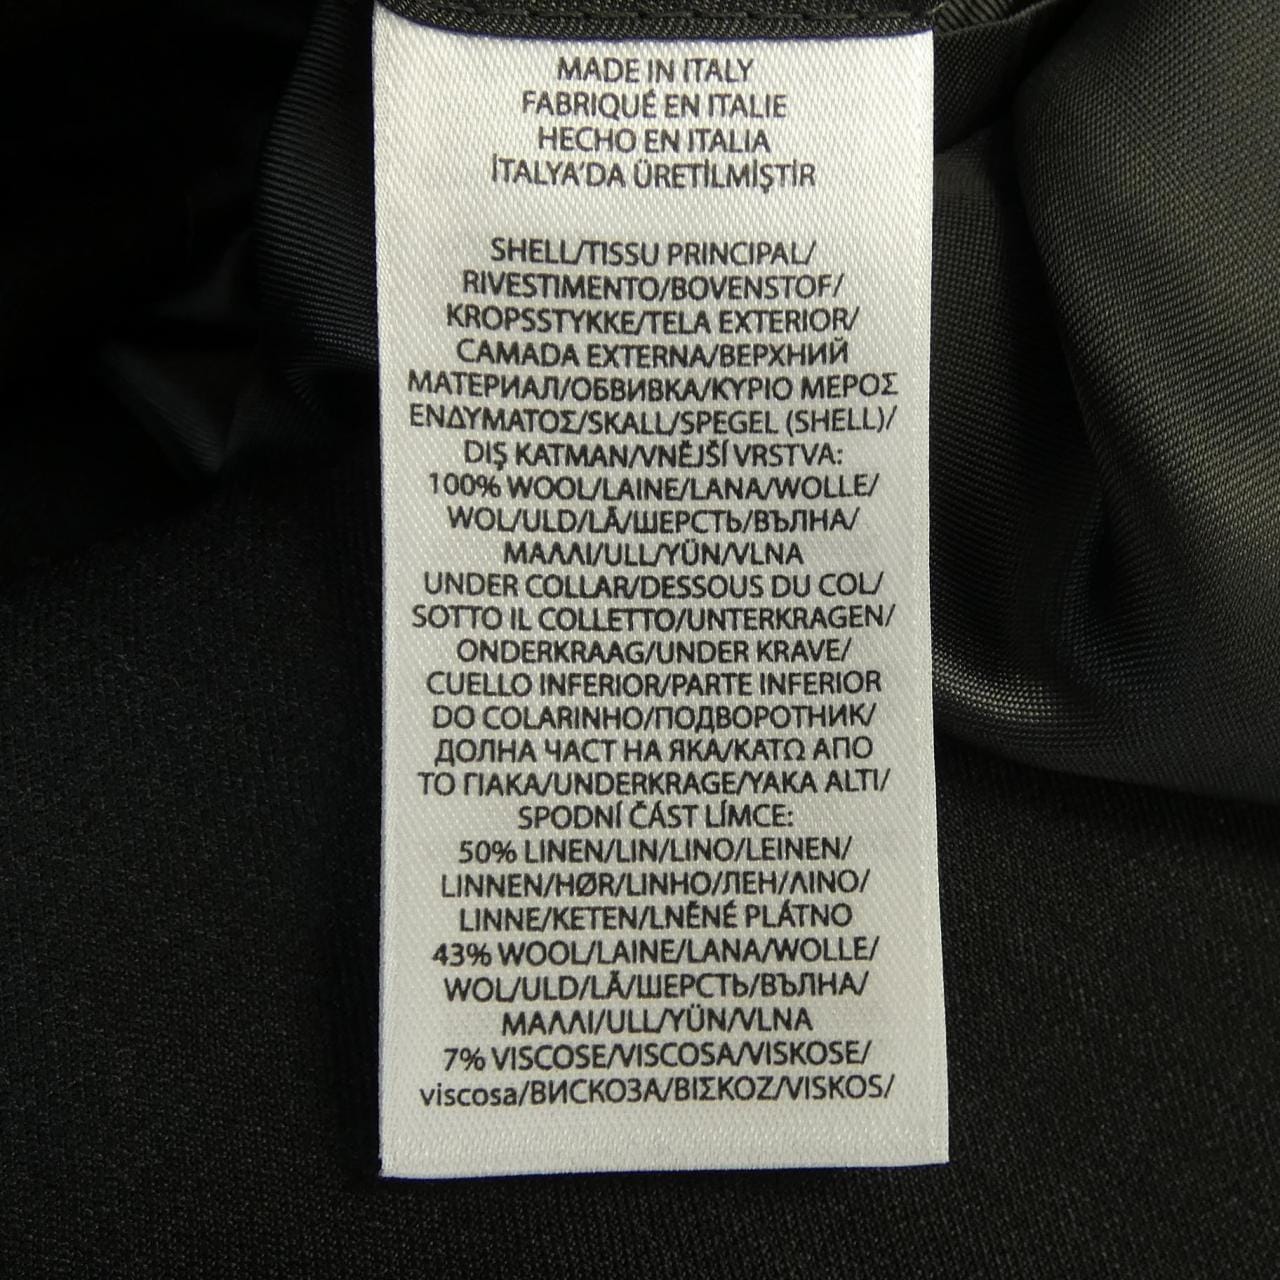 MADE IN ITALY
FABRIQUÉ EN ITALIE
HECHO EN ITALIA
İTALYA'DA ÜRETİLMİŞTİR
SHELL/TISSU PRINCIPAL/
RIVESTIMENTO/BOVENSTOF/
KROPSSTYKKE/TELA EXTERIOR/
CAMADA EXTERNA/ВЕРХНИЙ
МАТЕРИАЛ/ОБВИВКА/ΚΥΡΙΟ ΜΕΡΟΣ
ΕΝΔΥΜΑΤΟΣ/SKALL/SPEGEL (SHELL)/
DIŞ KATMAN/VNĚJŠÍ VRSTVA:
100% WOOL/LAINE/LANA/WOLLE/
WOL/ULD/LÃ/ШЕРСТЬ/ВЪЛНА/
ΜΑΛΛΙ/ULL/YÜN/VLNA
UNDER COLLAR/DESSOUS DU COL/
SOTTO IL COLLETTO/UNTERKRAGEN/
ONDERKRAAG/UNDER KRAVE/
CUELLO INFERIOR/PARTE INFERIOR
DO COLARINHO/ПОДВОРОТНИК/
ДОЛНА ЧАСТ НА ЯКА/ΚΑΤΩ ΑΠΟ
ΤΟ ΓΙΑΚΑ/UNDERKRAGE/YAKA ALTI/
SPODNÍ ČÁST LÍMCE:
50% LINEN/LIN/LINO/LEINEN/
LINNEN/HØR/LINHO/ЛЕН/ΛΙΝΟ/
LINNE/KETEN/LNĚNÉ PLÁTNO
43% WOOL/LAINE/LANA/WOLLE/
WOL/ULD/LÃ/ШЕРСТЬ/ВЪЛНА/
ΜΑΛΛΙ/ULL/YÜN/VLNA
7% VISCOSE/VISCOSA/VISKOSE/
viscosa/ВИСКОЗА/ΒΙΣΚΟΖ/VISKOS/